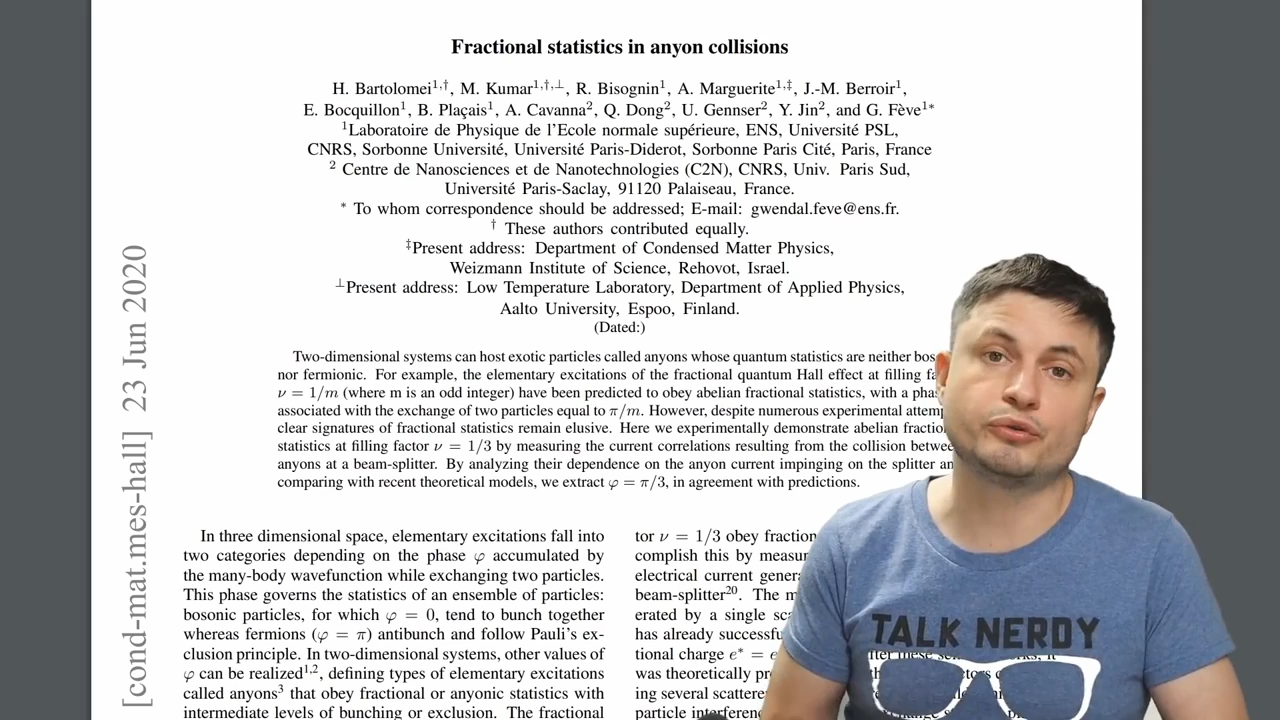 Fractional statistics in anyon collisions
H. Bartolomei1,†, M. Kumar1,†,⊥, R. Bisognin1, A. Marguerite1,‡, J.-M. Berroir1,
E. Bocquillon1, B. Plaçais1, A. Cavanna2, Q. Dong2, U. Gennser2, Y. Jin2, and G. Fève1∗
1Laboratoire de Physique de l'Ecole normale supérieure, ENS, Université PSL,
CNRS, Sorbonne Université, Université Paris-Diderot, Sorbonne Paris Cité, Paris, France
2 Centre de Nanosciences et de Nanotechnologies (C2N), CNRS, Univ. Paris Sud,
Université Paris-Saclay, 91120 Palaiseau, France.
∗ To whom correspondence should be addressed; E-mail: gwendal.feve@ens.fr.
† These authors contributed equally.
‡Present address: Department of Condensed Matter Physics,
Weizmann Institute of Science, Rehovot, Israel.
⊥Present address: Low Temperature Laboratory, Department of Applied Physics,
Aalto University, Espoo, Finland.
(Dated:)
Two-dimensional systems can host exotic particles called anyons whose quantum statistics are neither bos
nor fermionic. For example, the elementary excitations of the fractional quantum Hall effect at filling fa
ν = 1/m (where m is an odd integer) have been predicted to obey abelian fractional statistics, with a phas
associated with the exchange of two particles equal to π/m. However, despite numerous experimental attemp
clear signatures of fractional statistics remain elusive. Here we experimentally demonstrate abelian fractio
statistics at filling factor ν = 1/3 by measuring the current correlations resulting from the collision betwe
anyons at a beam-splitter. By analyzing their dependence on the anyon current impinging on the splitter an
comparing with recent theoretical models, we extract φ = π/3, in agreement with predictions.
[cond-mat.mes-hall] 23 Jun 2020
In three dimensional space, elementary excitations fall into
two categories depending on the phase φ accumulated by
the many-body wavefunction while exchanging two particles.
This phase governs the statistics of an ensemble of particles:
bosonic particles, for which φ = 0, tend to bunch together
whereas fermions (φ = π) antibunch and follow Pauli's ex-
clusion principle. In two-dimensional systems, other values of
φ can be realized1,2, defining types of elementary excitations
called anyons3 that obey fractional or anyonic statistics with
intermediate levels of bunching or exclusion. The fractional
tor ν = 1/3 obey fraction
complish this by measur
electrical current genera
beam-splitter20. The m
erated by a single sca
has already successfu
tional charge e∗ = e
was theoretically pr
ing several scattere
particle interferenc
TALK NERDY